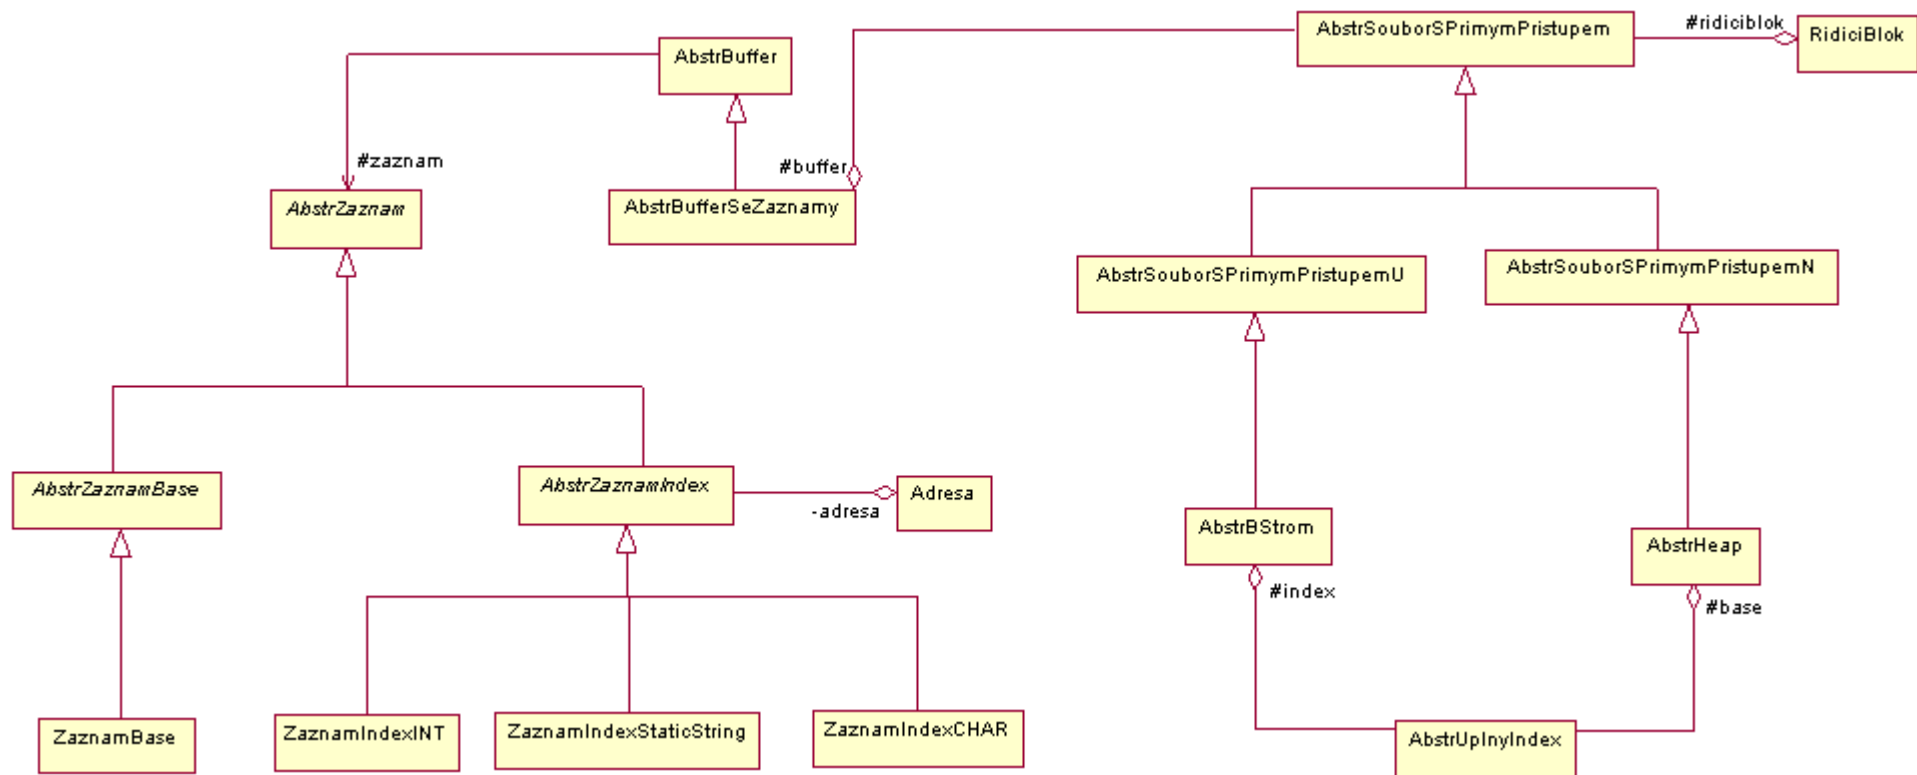 AbstrSouborSPrimymPristupem
#ridiciblok
RidiciBlok
AbstrBuffer
#zaznam
#buffer
AbstrZaznam
AbstrBufferSeZaznamy
AbstrSouborSPrimymPristupemU
AbstrSouborSPrimymPristupemN
AbstrZaznamBase
AbstrZaznamIndex
-adresa
Adresa
AbstrBStrom
AbstrHeap
#index
#base
ZaznamBase
ZaznamIndexINT
ZaznamIndexStaticString
ZaznamIndexCHAR
AbstrUplnyIndex